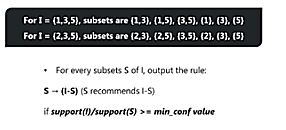 For I = {1,3,5}, subsets are {1,3}, {1,5}, {3,5}, {1}, {3}, {5}
For I = {2,3,5}, subsets are {2,3}, {2,5}, {3,5}, {2}, {3}, {5}
• For every subsets S of I, output the rule:
S → (I-S) (S recommends I-S)
if support(I)/support(S) >= min_conf value